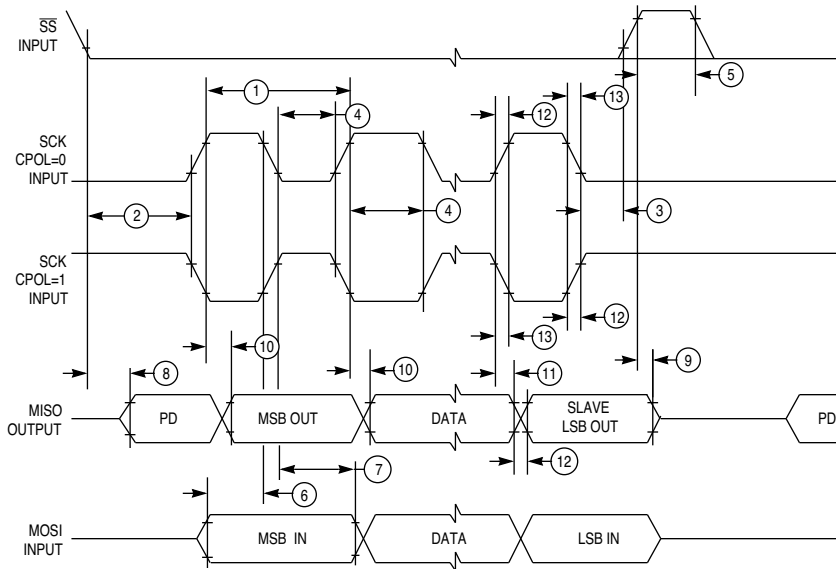 SS
INPUT
5
1
13
4
12
SCK
CPOL=0
INPUT
2
4
3
SCK
CPOL=1
INPUT
12
13
10
10
9
8
11
MISO
OUTPUT
PD
MSB OUT
DATA
SLAVE
LSB OUT
PD
7
12
6
MOSI
INPUT
MSB IN
DATA
LSB IN